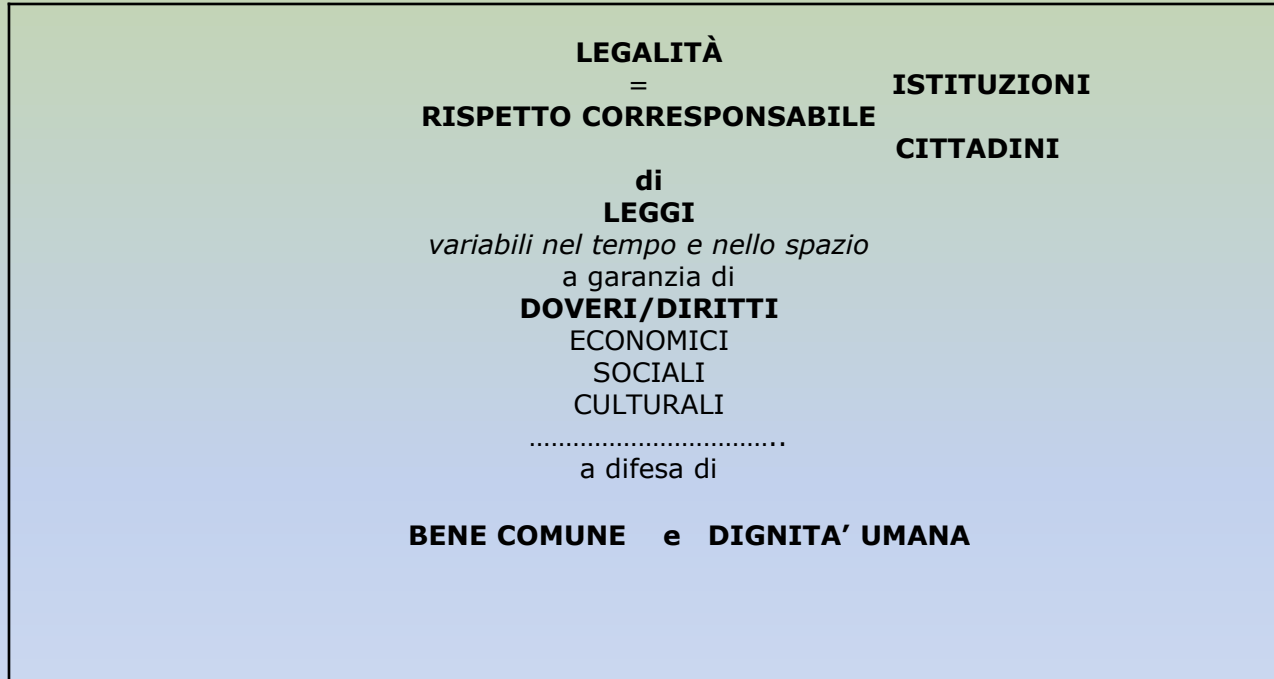 LEGALITÀ
= ISTITUZIONI
RISPETTO CORRESPONSABILE
CITTADINI
di
LEGGI
variabili nel tempo e nello spazio
a garanzia di
DOVERI/DIRITTI
ECONOMICI
SOCIALI
CULTURALI
……………………………..
a difesa di
BENE COMUNE e DIGNITA’ UMANA